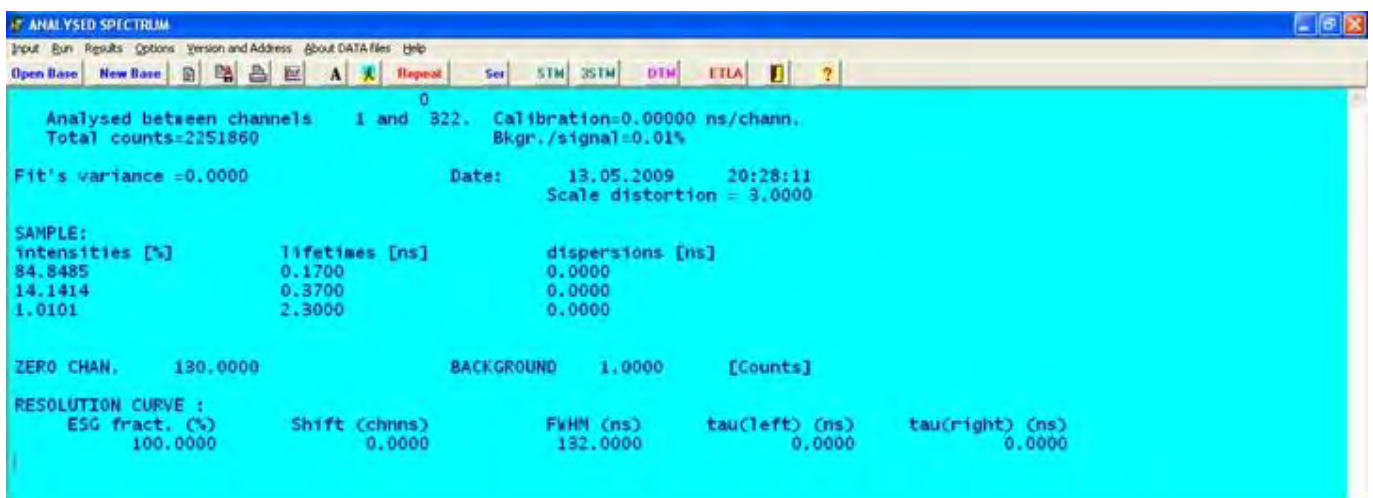 ANALYSED SPECTRUM
Input Run Results Options Version and Address About DATA files Help
Open Base New Base A Repeat Ser STM 3STM DTM ETLA ?
0
Analysed between channels 1 and 322. Calibration=0.00000 ns/chann.
Total counts=2251860 Bkgr./signal=0.01%
Fit's variance =0.0000 Date: 13.05.2009 20:28:11
Scale distortion = 3.0000
SAMPLE:
intensities [%] lifetimes [ns] dispersions [ns]
84.8485 0.1700 0.0000
14.1414 0.3700 0.0000
1.0101 2.3000 0.0000
ZERO CHAN. 130.0000 BACKGROUND 1.0000 [Counts]
RESOLUTION CURVE :
ESG fract. (%) Shift (chnns) FWHM (ns) tau(left) (ns) tau(right) (ns)
100.0000 0.0000 132.0000 0.0000 0.0000